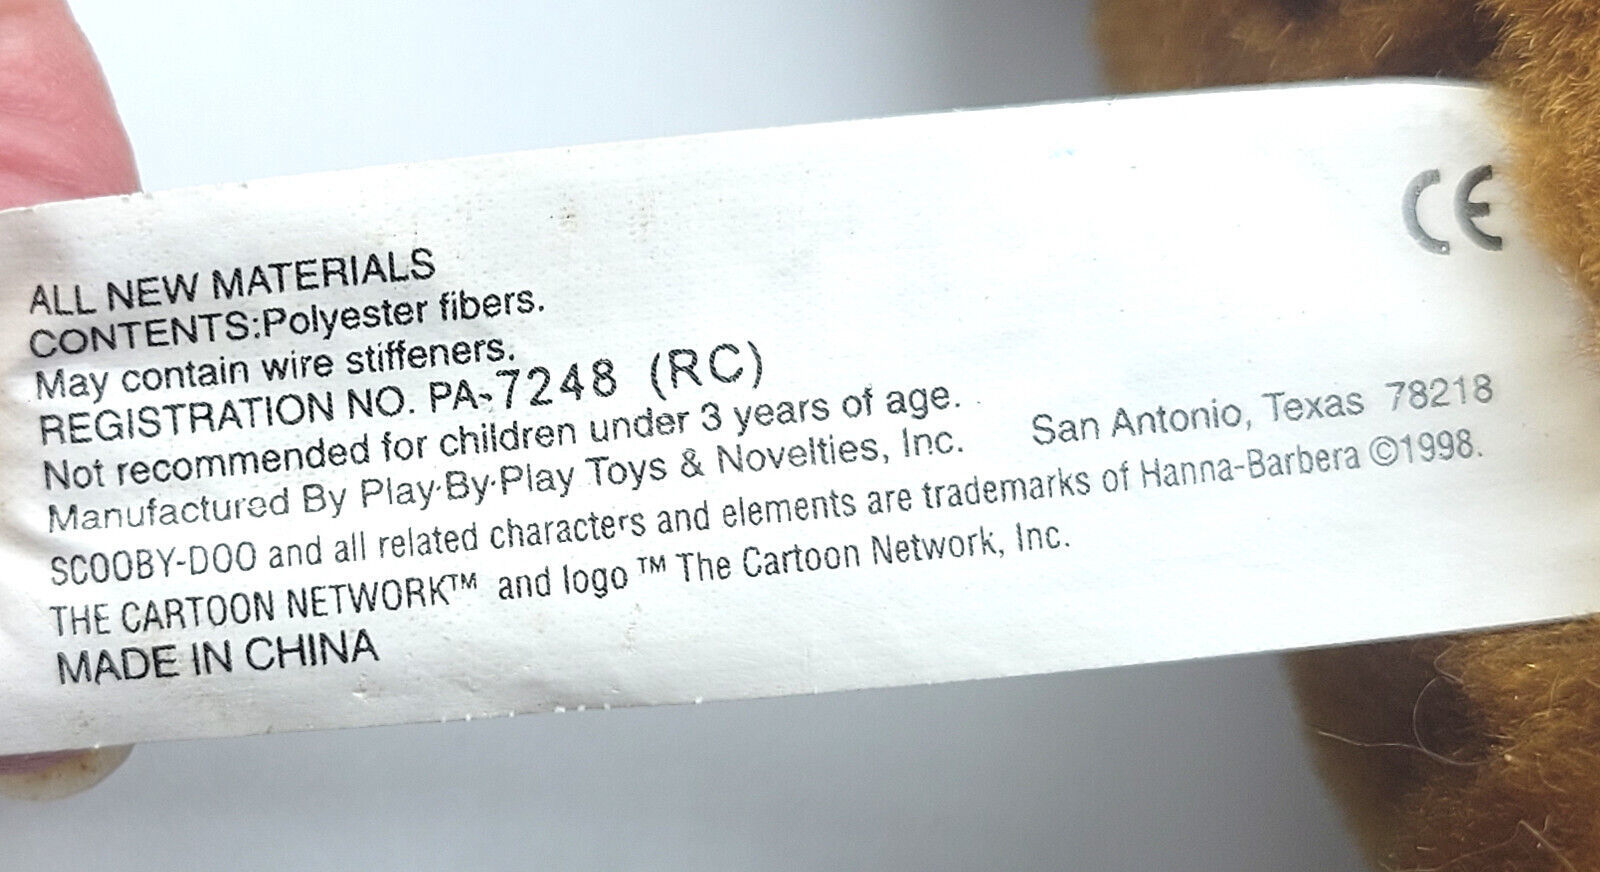 CE
ALL NEW MATERIALS
CONTENTS:Polyester fibers.
May contain wire stiffeners.
REGISTRATION NO. PA-7248 (RC)
Not recommended for children under 3 years of age.
Manufactured By Play-By-Play Toys & Novelties, Inc. San Antonio, Texas 78218
SCOOBY-DOO and all related characters and elements are trademarks of Hanna-Barbera ©1998.
THE CARTOON NETWORK™ and logo ™ The Cartoon Network, Inc.
MADE IN CHINA